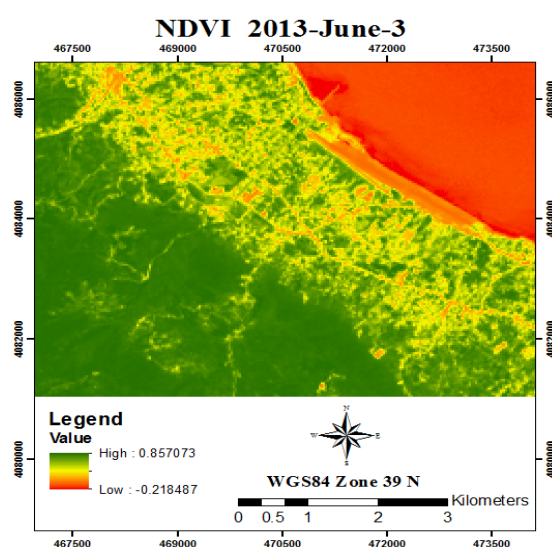 NDVI 2013-June-3
467500 469000 470500 472000 473500
4086000 4086000
4084000 4084000
4082000 4082000
4080000 4080000
Legend
Value
High : 0.857073
Low : -0.218487
N
W E
S
WGS84 Zone 39 N
Kilometers
0 0.5 1 2 3
467500 469000 470500 472000 473500